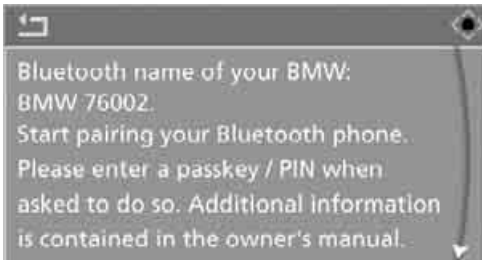 Bluetooth name of your BMW:
BMW 76002.
Start pairing your Bluetooth phone.
Please enter a passkey / PIN when
asked to do so. Additional information
is contained in the owner's manual.